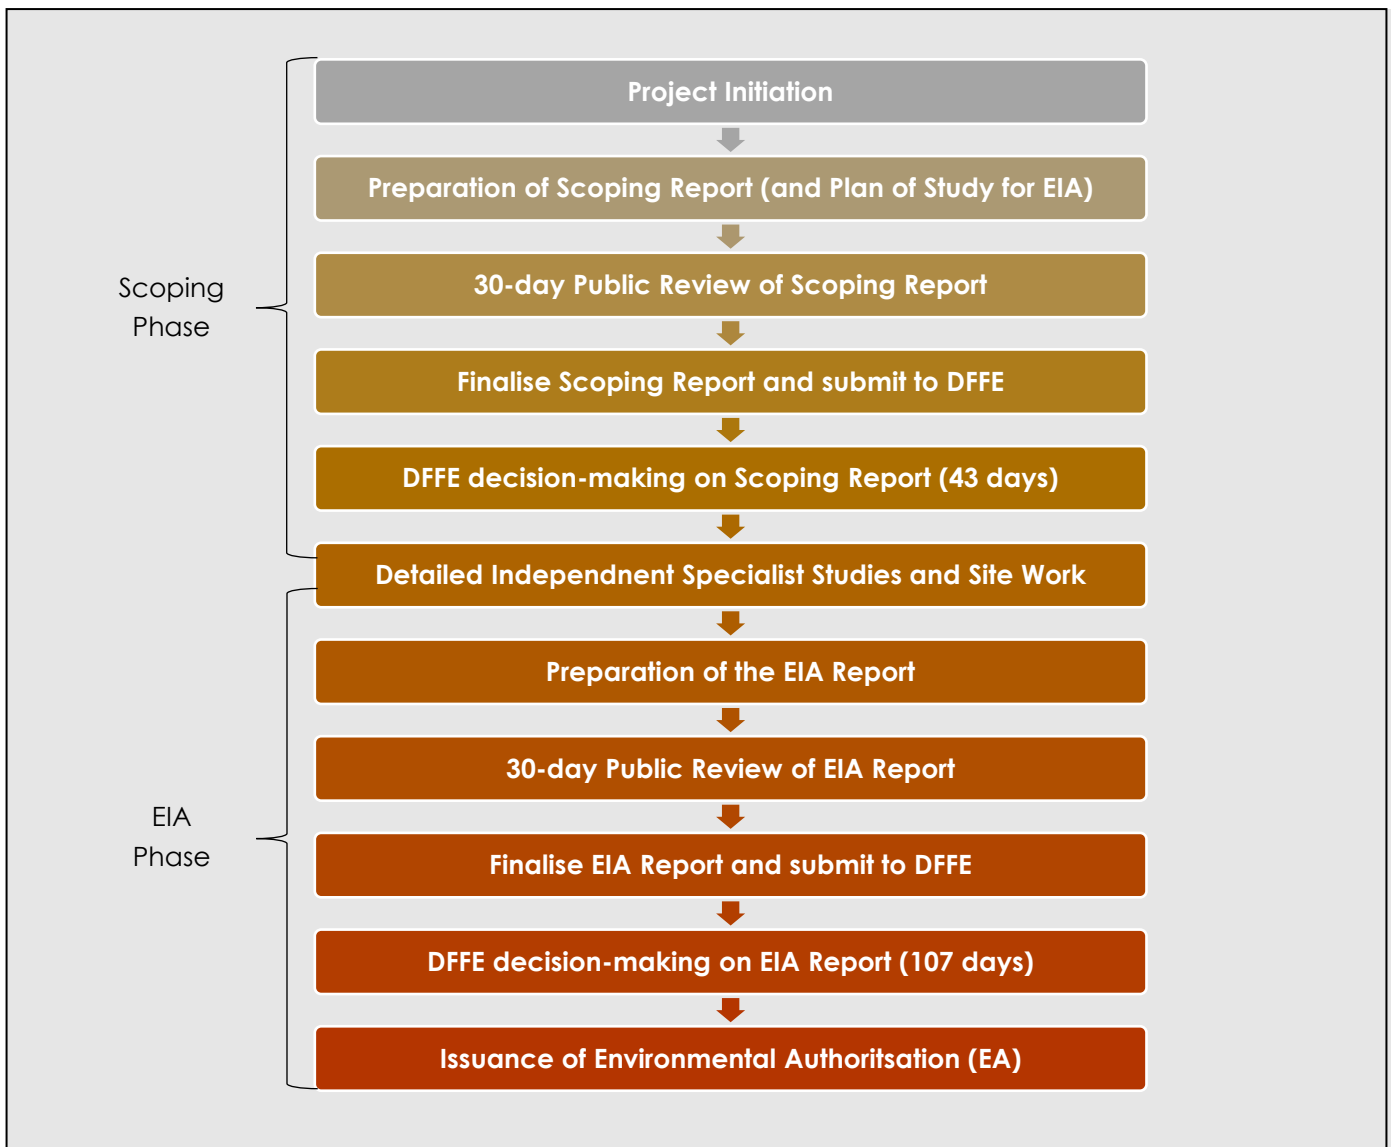 Project Initiation
Preparation of Scoping Report (and Plan of Study for EIA)
30-day Public Review of Scoping Report
Scoping
Phase
Finalise Scoping Report and submit to DFFE
DFFE decision-making on Scoping Report (43 days)
Detailed Independnent Specialist Studies and Site Work
Preparation of the EIA Report
30-day Public Review of EIA Report
EIA
Phase
Finalise EIA Report and submit to DFFE
DFFE decision-making on EIA Report (107 days)
Issuance of Environmental Authoritsation (EA)